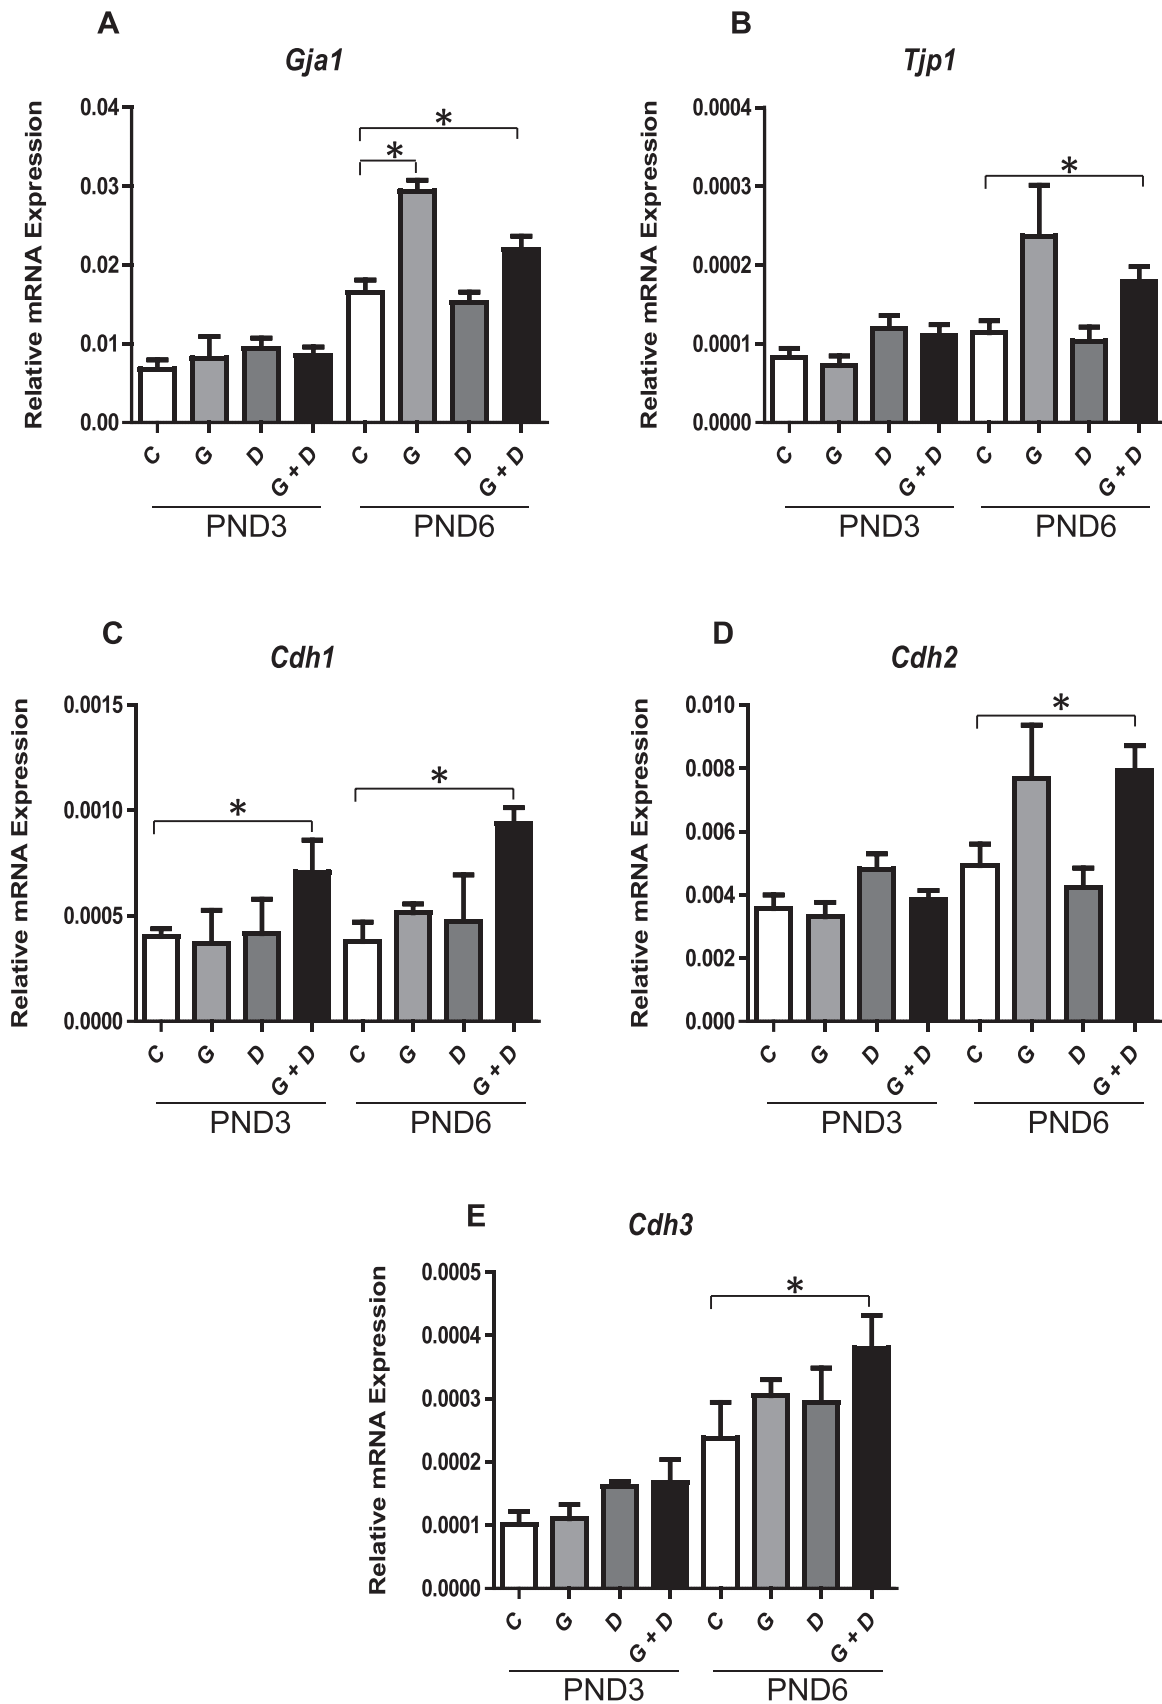 A
Gja1
Relative mRNA Expression
0.04
0.03
0.02
0.01
0.00
*
*
C G D G + D C G D G + D
PND3 PND6
B
Tjp1
Relative mRNA Expression
0.0004
0.0003
0.0002
0.0001
0.0000
*
C G D G + D C G D G + D
PND3 PND6
C
Cdh1
Relative mRNA Expression
0.0015
0.0010
0.0005
0.0000
*
*
C G D G + D C G D G + D
PND3 PND6
D
Cdh2
Relative mRNA Expression
0.010
0.008
0.006
0.004
0.002
0.000
*
C G D G + D C G D G + D
PND3 PND6
E
Cdh3
Relative mRNA Expression
0.0005
0.0004
0.0003
0.0002
0.0001
0.0000
*
C G D G + D C G D G + D
PND3 PND6